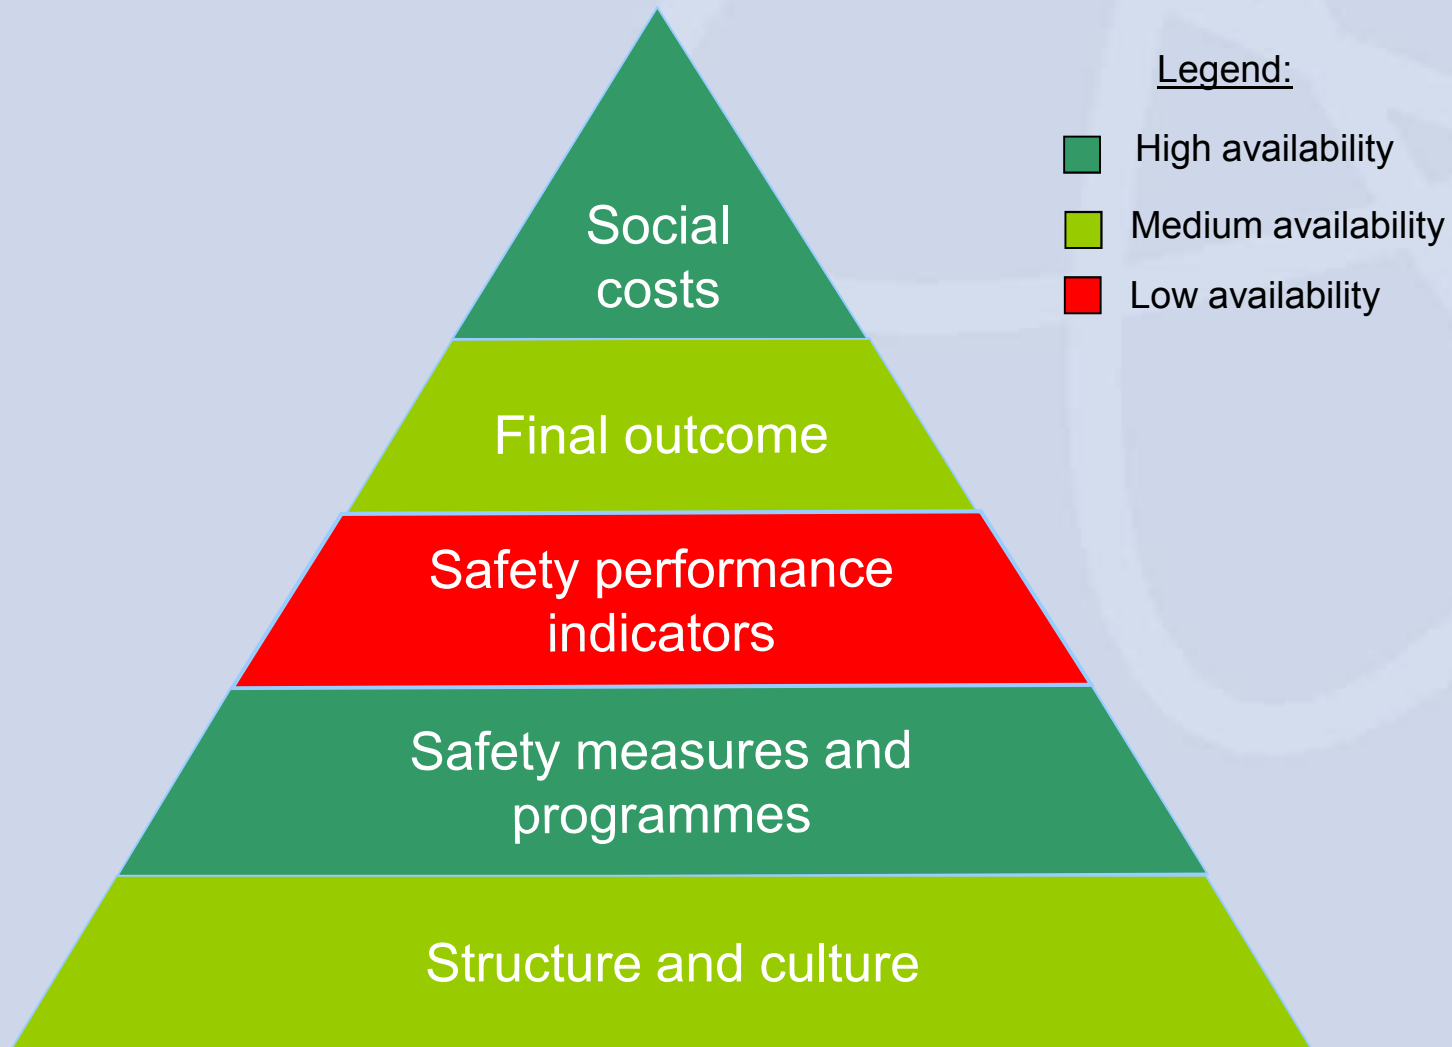 Legend:
High availability
Medium availability
Low availability
Social
costs
Final outcome
Safety performance
indicators
Safety measures and
programmes
Structure and culture